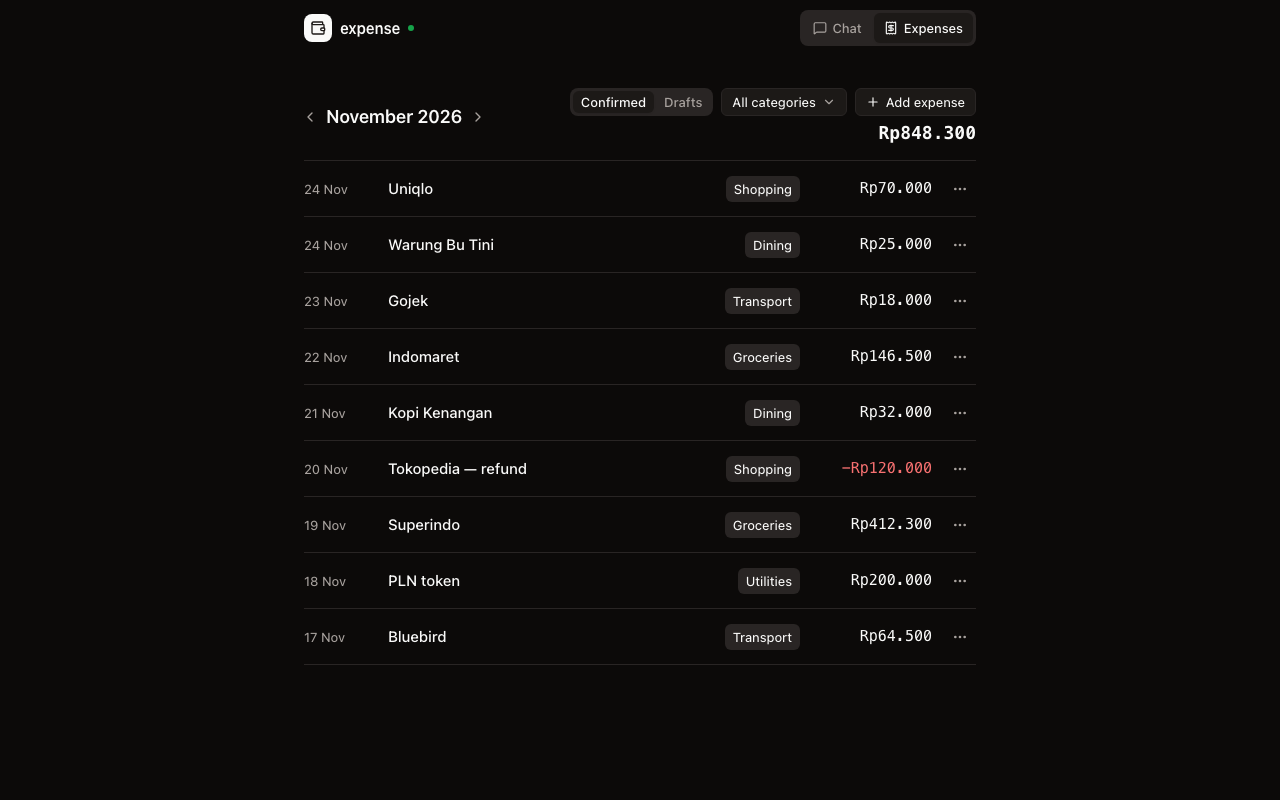 expense
Chat
Expenses
November 2026
Confirmed
Drafts
All categories
Add expense
Rp848.300
24 Nov Uniqlo Shopping Rp70.000
24 Nov Warung Bu Tini Dining Rp25.000
23 Nov Gojek Transport Rp18.000
22 Nov Indomaret Groceries Rp146.500
21 Nov Kopi Kenangan Dining Rp32.000
20 Nov Tokopedia — refund Shopping −Rp120.000
19 Nov Superindo Groceries Rp412.300
18 Nov PLN token Utilities Rp200.000
17 Nov Bluebird Transport Rp64.500